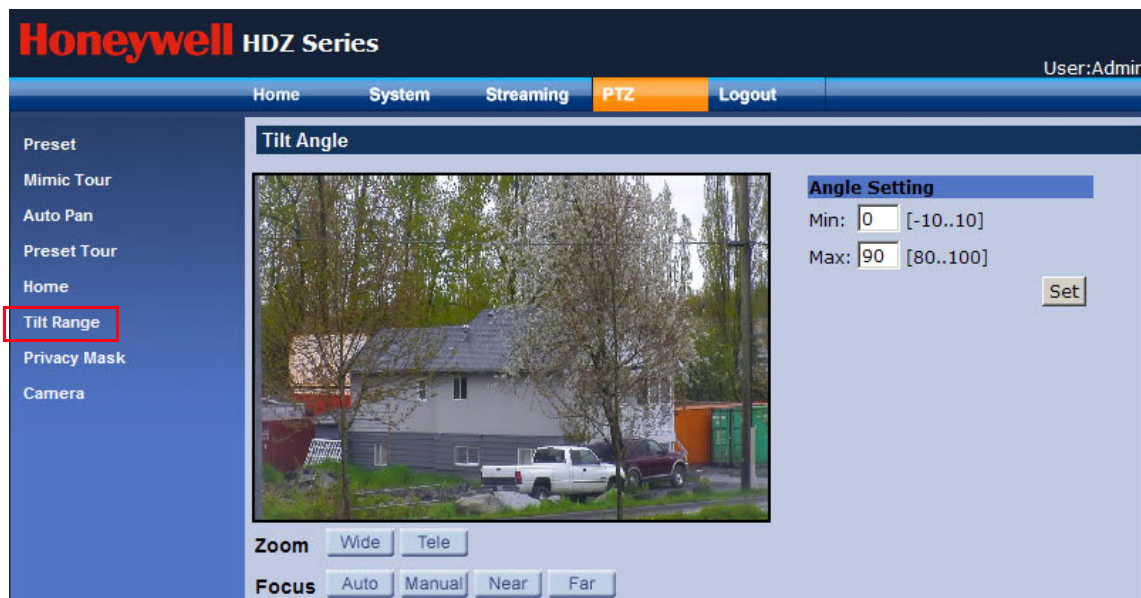 Honeywell HDZ Series
User:Admin
Home System Streaming PTZ Logout
Preset
Mimic Tour
Auto Pan
Preset Tour
Home
Tilt Range
Privacy Mask
Camera
Tilt Angle
Angle Setting
Min: 0 [-10..10]
Max: 90 [80..100]
Set
Zoom Wide Tele
Focus Auto Manual Near Far